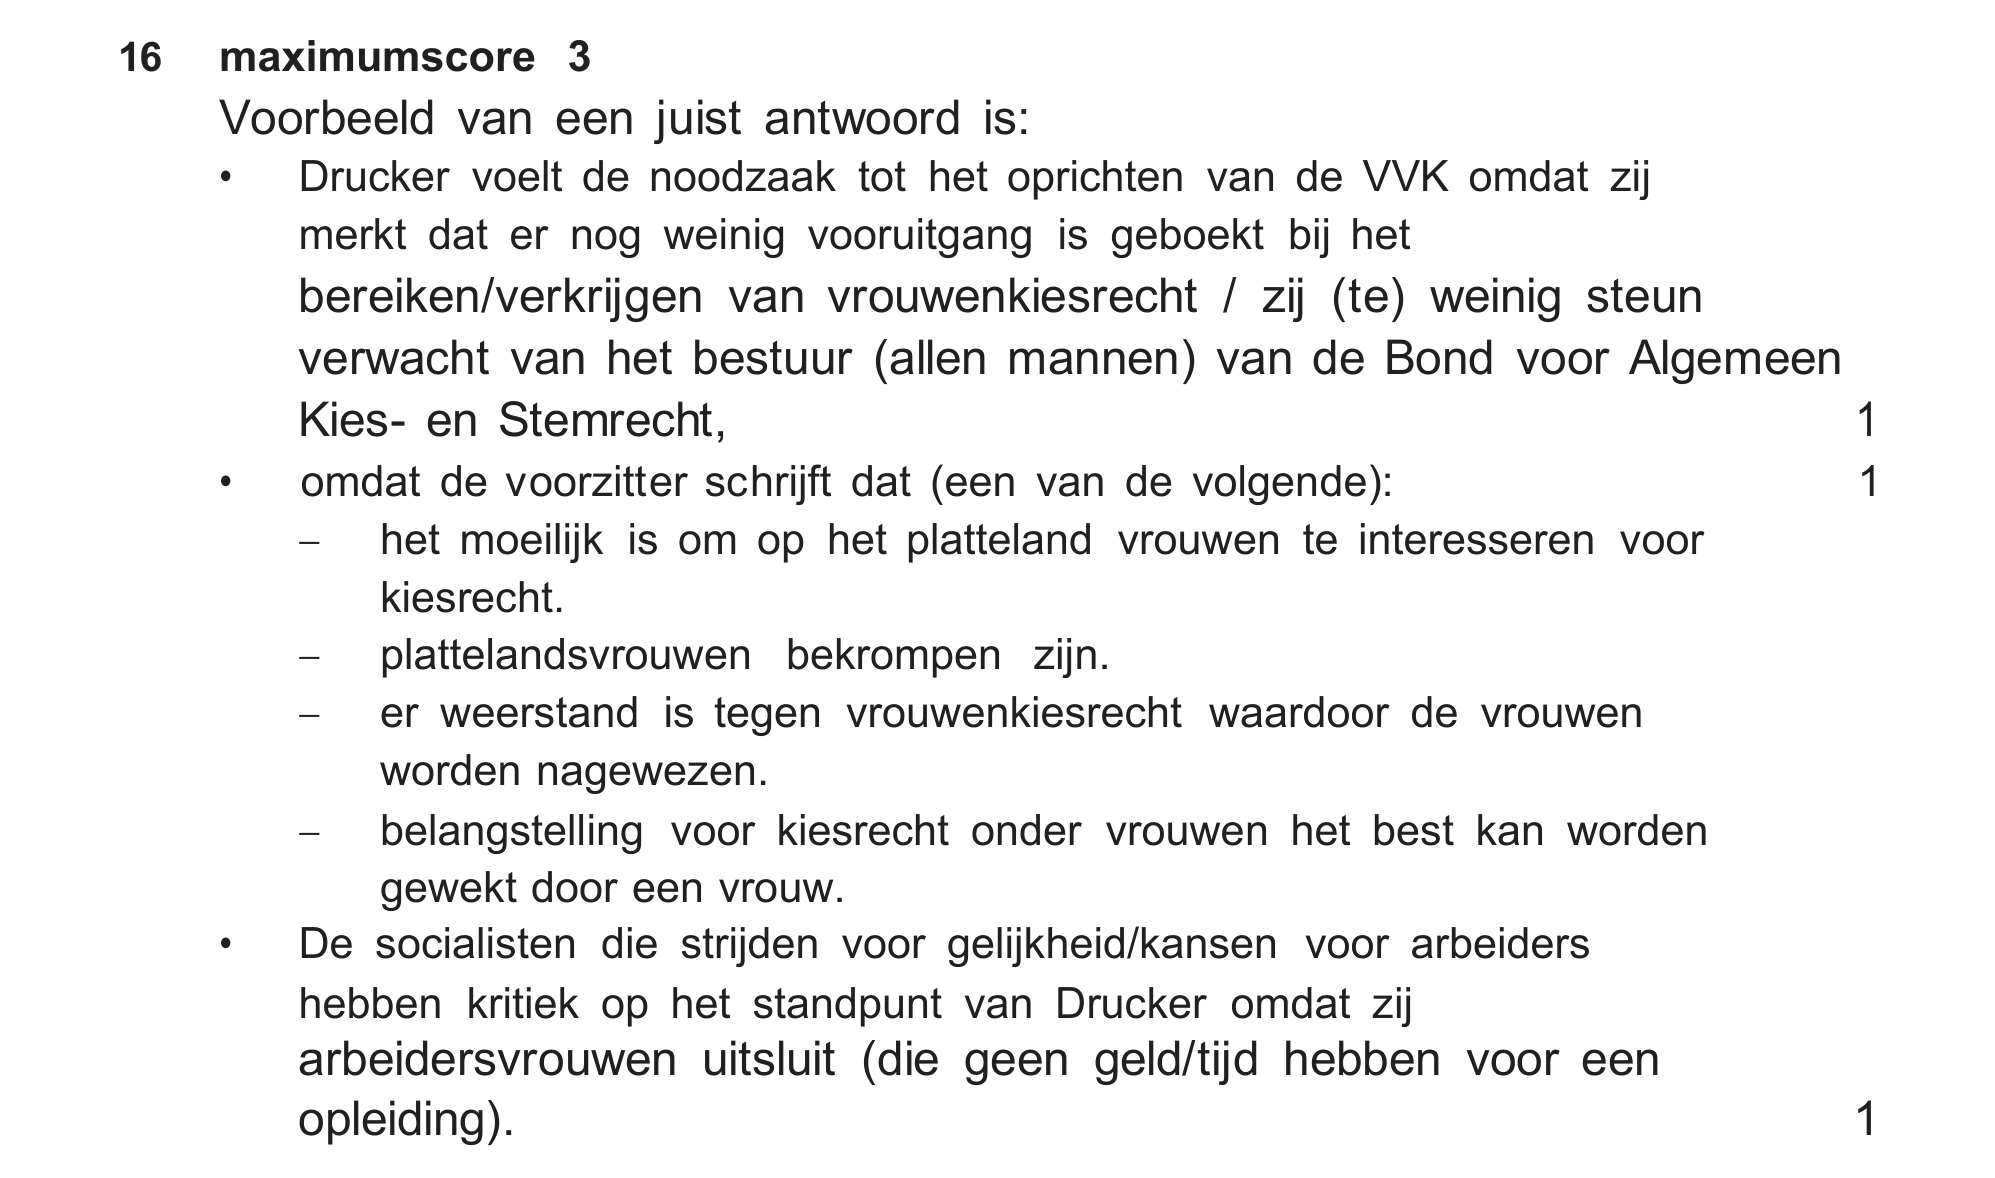 16 maximumscore 3
Voorbeeld van een juist antwoord is:
• Drucker voelt de noodzaak tot het oprichten van de VVK omdat zij
merkt dat er nog weinig vooruitgang is geboekt bij het
bereiken/verkrijgen van vrouwenkiesrecht / zij (te) weinig steun
verwacht van het bestuur (allen mannen) van de Bond voor Algemeen
Kies- en Stemrecht, 1
• omdat de voorzitter schrijft dat (een van de volgende): 1
− het moeilijk is om op het platteland vrouwen te interesseren voor
kiesrecht.
− plattelandsvrouwen bekrompen zijn.
− er weerstand is tegen vrouwenkiesrecht waardoor de vrouwen
worden nagewezen.
− belangstelling voor kiesrecht onder vrouwen het best kan worden
gewekt door een vrouw.
• De socialisten die strijden voor gelijkheid/kansen voor arbeiders
hebben kritiek op het standpunt van Drucker omdat zij
arbeidersvrouwen uitsluit (die geen geld/tijd hebben voor een
opleiding). 1